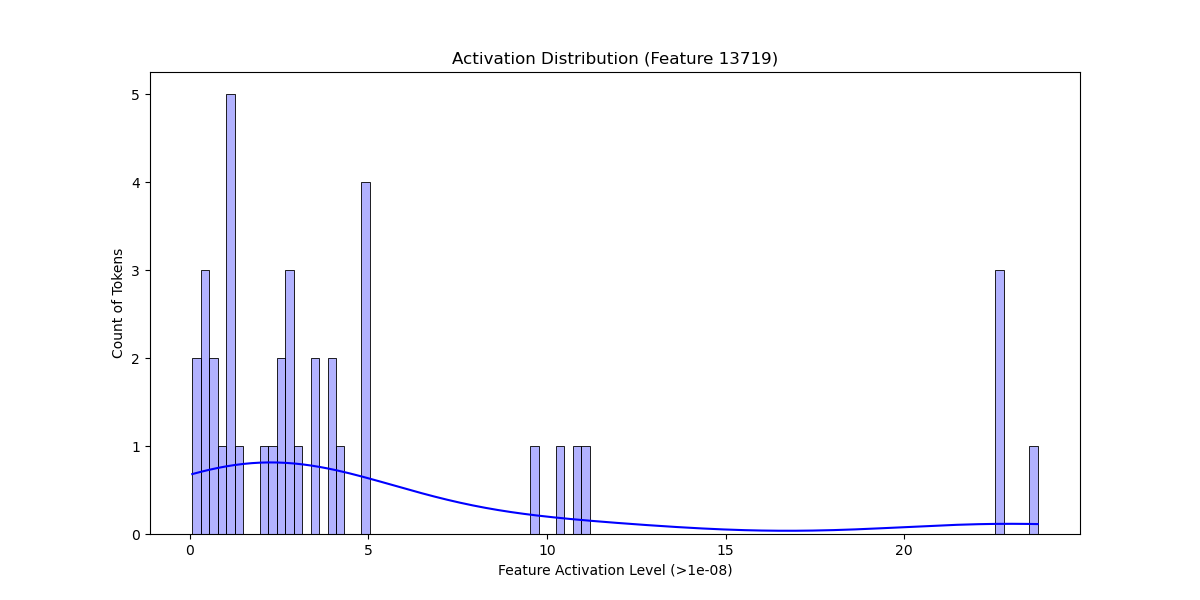 Activation Distribution (Feature 13719)
Count of Tokens
5
4
3
2
1
0
0 5 10 15 20
Feature Activation Level (>1e-08)